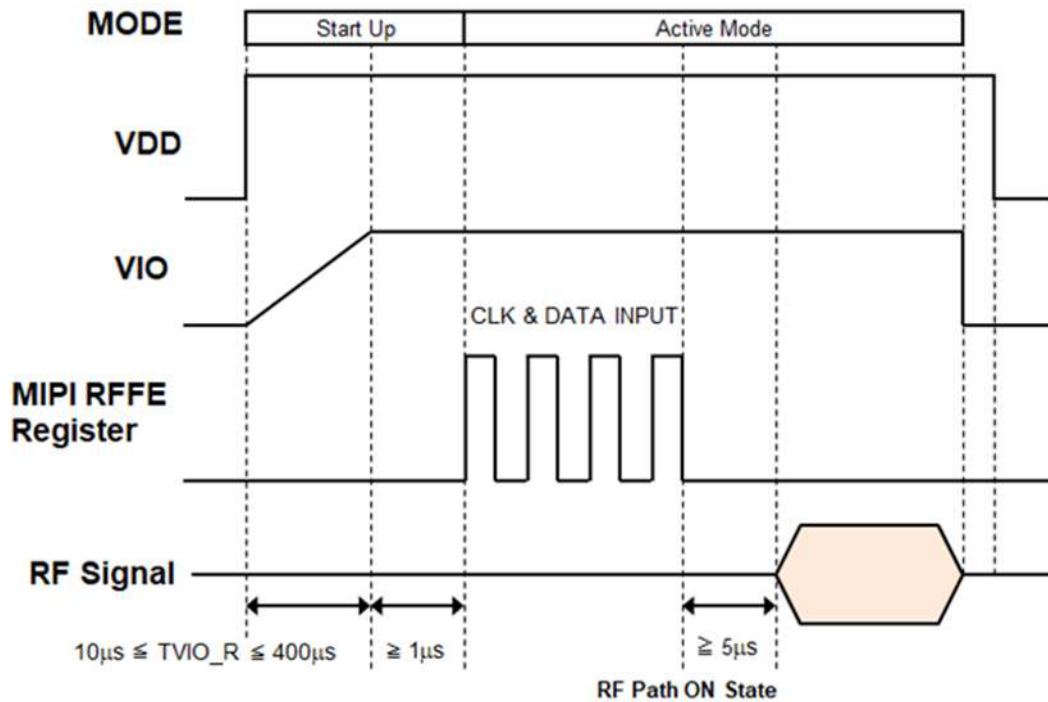 MODE
Start Up
Active Mode
VDD
VIO
CLK & DATA INPUT
MIPI RFFE
Register
RF Signal
10μs ≦ TVIO_R ≦ 400μs
≥ 1μs
≧ 5μs
RF Path ON State